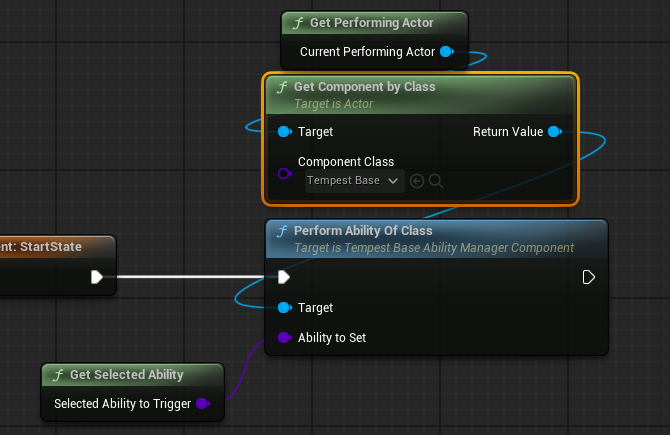 f Get Performing Actor
Current Performing Actor
f Get Component by Class
Target is Actor
Target
Return Value
Component Class
Tempest Base
f Perform Ability Of Class
Target is Tempest Base Ability Manager Component
nt: StartState
Target
Ability to Set
f Get Selected Ability
Selected Ability to Trigger